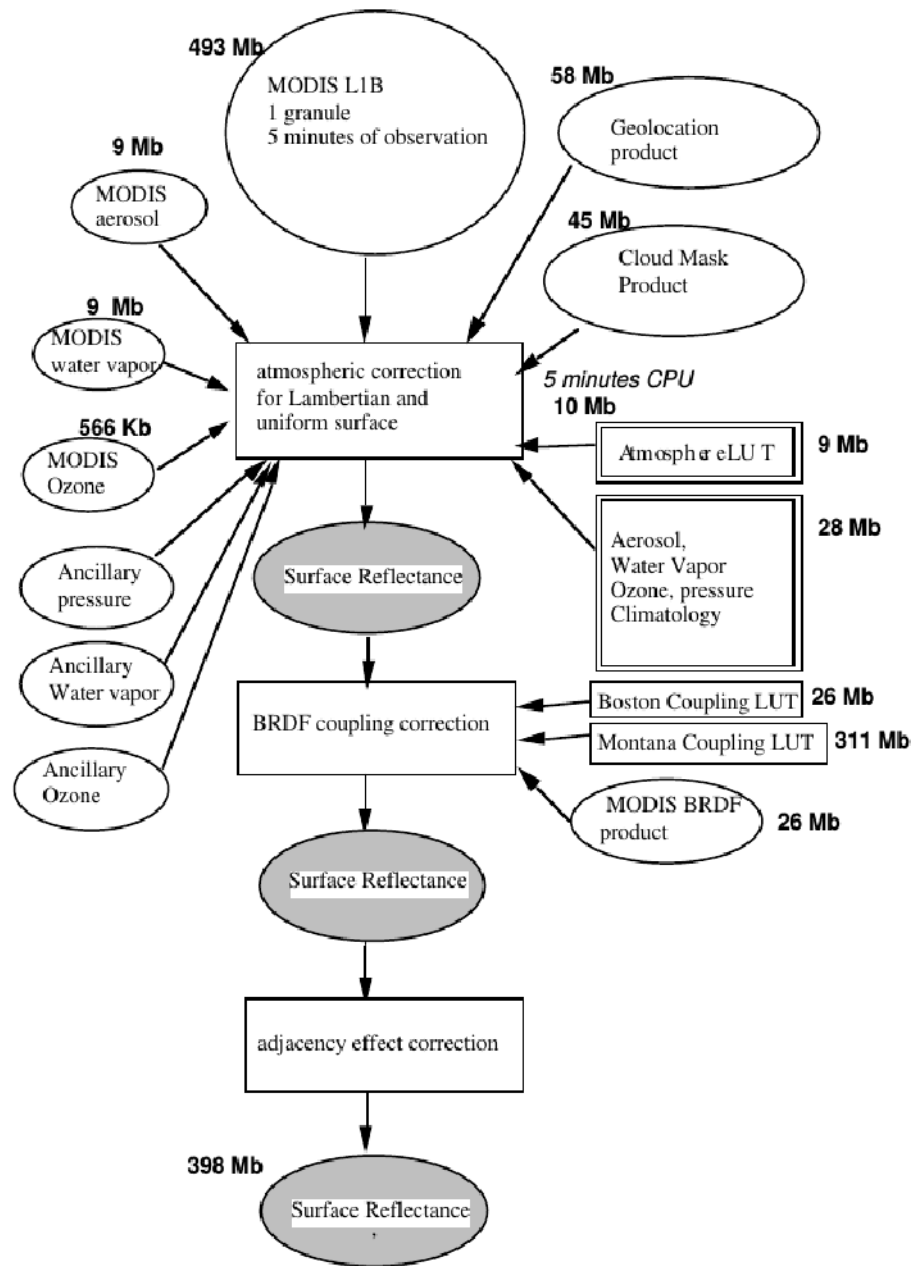 493 Mb
MODIS L1B
1 granule
5 minutes of observation
58 Mb
Geolocation
product
9 Mb
MODIS
aerosol
45 Mb
Cloud Mask
Product
9 Mb
MODIS
water vapor
atmospheric correction
for Lambertian and
uniform surface
5 minutes CPU
10 Mb
566 Kb
MODIS
Ozone
Atmospher eLU T
9 Mb
28 Mb
Aerosol,
Water Vapor
Ozone, pressure
Climatology
Surface Reflectance
Ancillary
pressure
Ancillary
Water vapor
Ancillary
Ozone
BRDF coupling correction
Boston Coupling LUT
26 Mb
Montana Coupling LUT
311 Mb
MODIS BRDF
product
26 Mb
Surface Reflectance
adjacency effect correction
398 Mb
Surface Reflectance
,